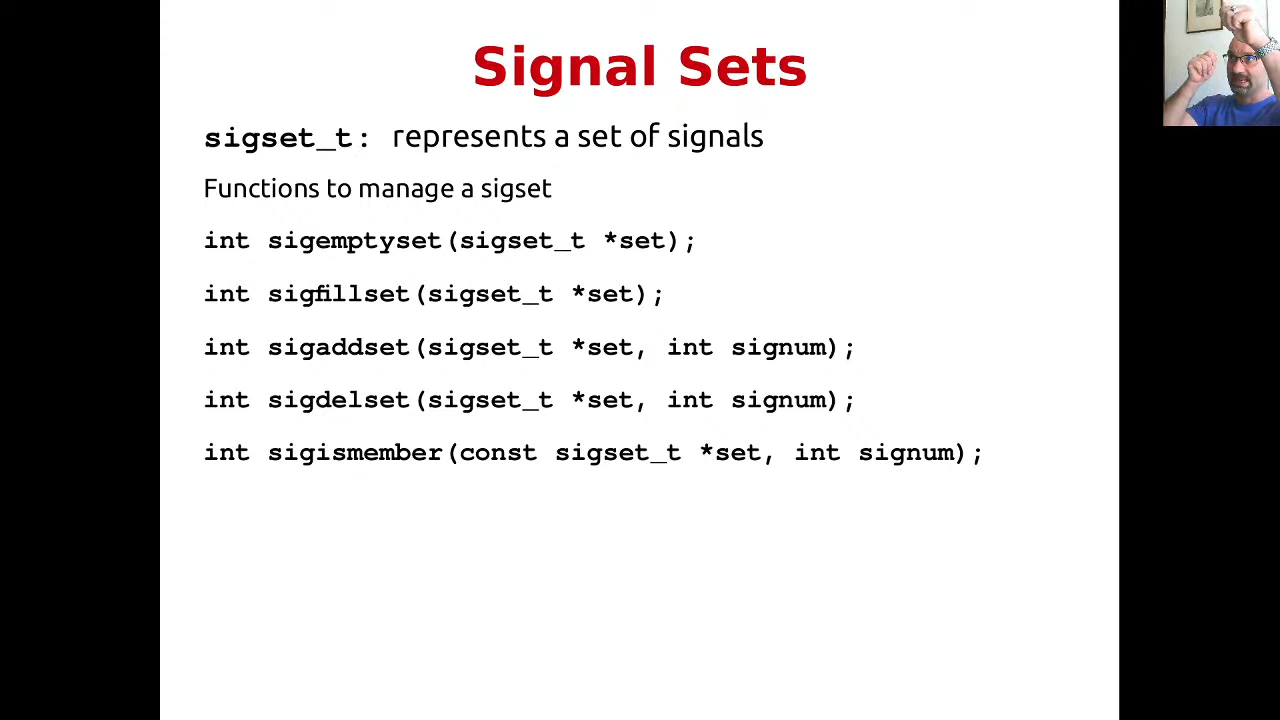 Signal Sets
sigset_t: represents a set of signals
Functions to manage a sigset
int sigemptyset(sigset_t *set);
int sigfillset(sigset_t *set);
int sigaddset(sigset_t *set, int signum);
int sigdelset(sigset_t *set, int signum);
int sigismember(const sigset_t *set, int signum);